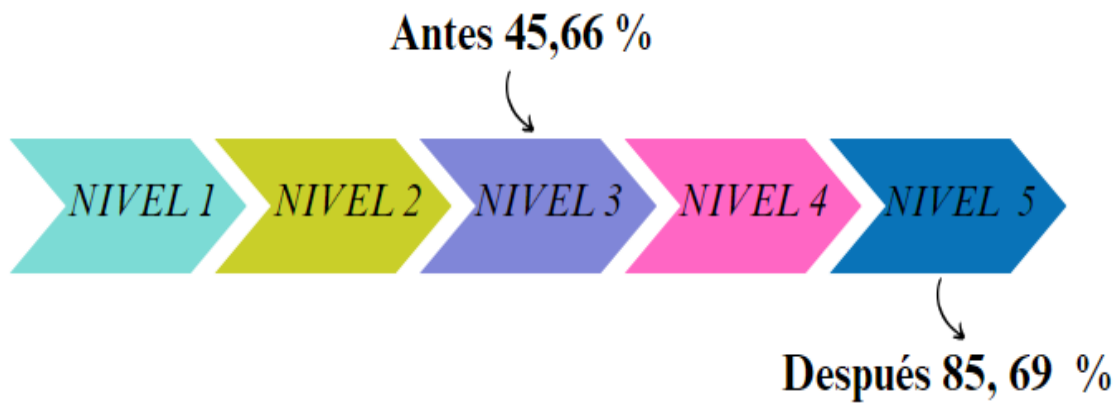 Antes 45,66 %
NIVEL 1
NIVEL 2
NIVEL 3
NIVEL 4
NIVEL 5
Después 85, 69 %